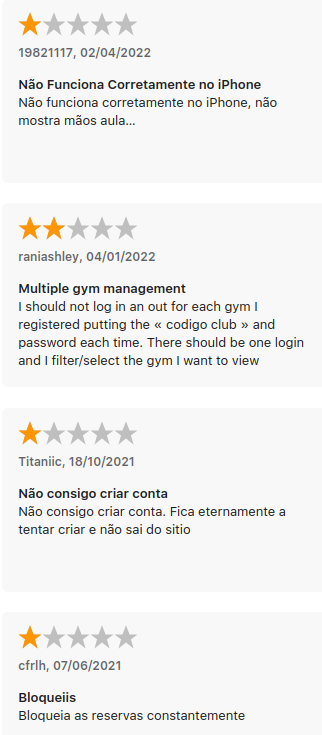 19821117, 02/04/2022
Não Funciona Corretamente no iPhone
Não funciona corretamente no iPhone, não
mostra mãos aula...
raniashley, 04/01/2022
Multiple gym management
I should not log in an out for each gym I
registered putting the « codigo club » and
password each time. There should be one login
and I filter/select the gym I want to view
Titaniic, 18/10/2021
Não consigo criar conta
Não consigo criar conta. Fica eternamente a
tentar criar e não sai do sitio
cfrlh, 07/06/2021
Bloqueiis
Bloqueia as reservas constantemente